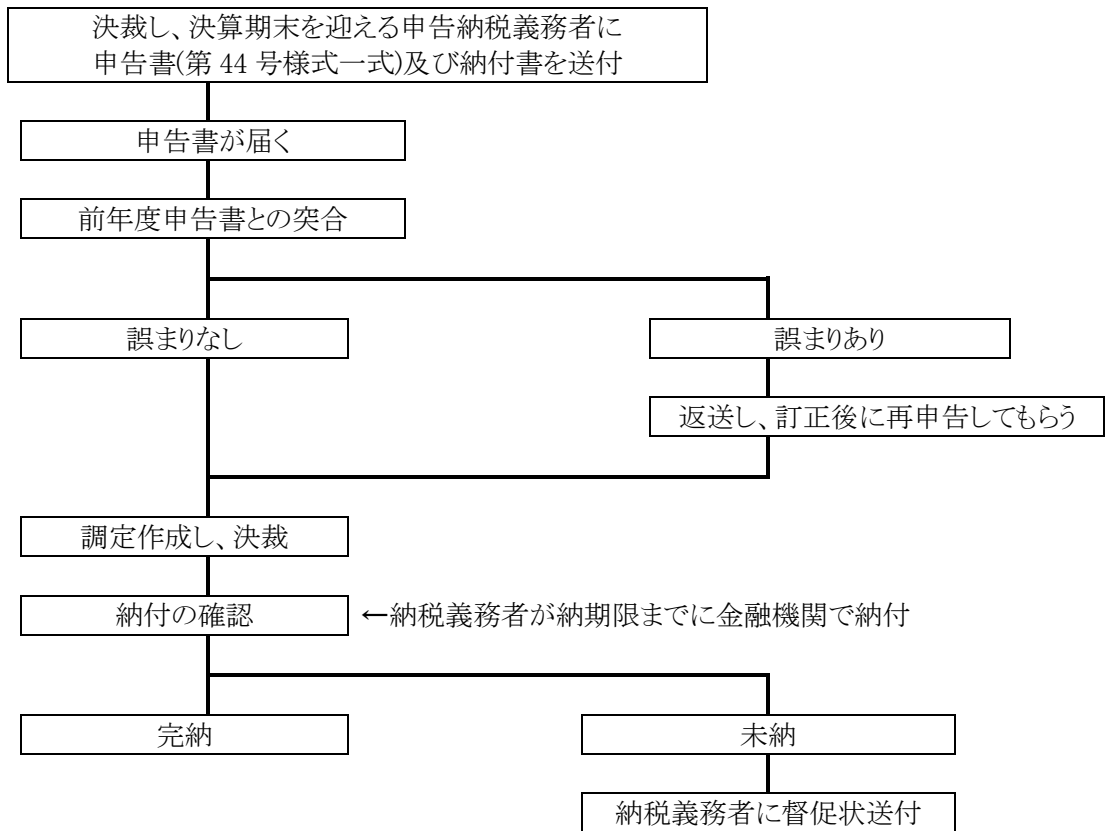 決裁し、決算期末を迎える申告納税義務者に
申告書(第 44 号様式一式)及び納付書を送付
申告書が届く
前年度申告書との突合
誤まりなし
誤まりあり
返送し、訂正後に再申告してもらう
調定作成し、決裁
納付の確認
←納税義務者が納期限までに金融機関で納付
完納
未納
納税義務者に督促状送付